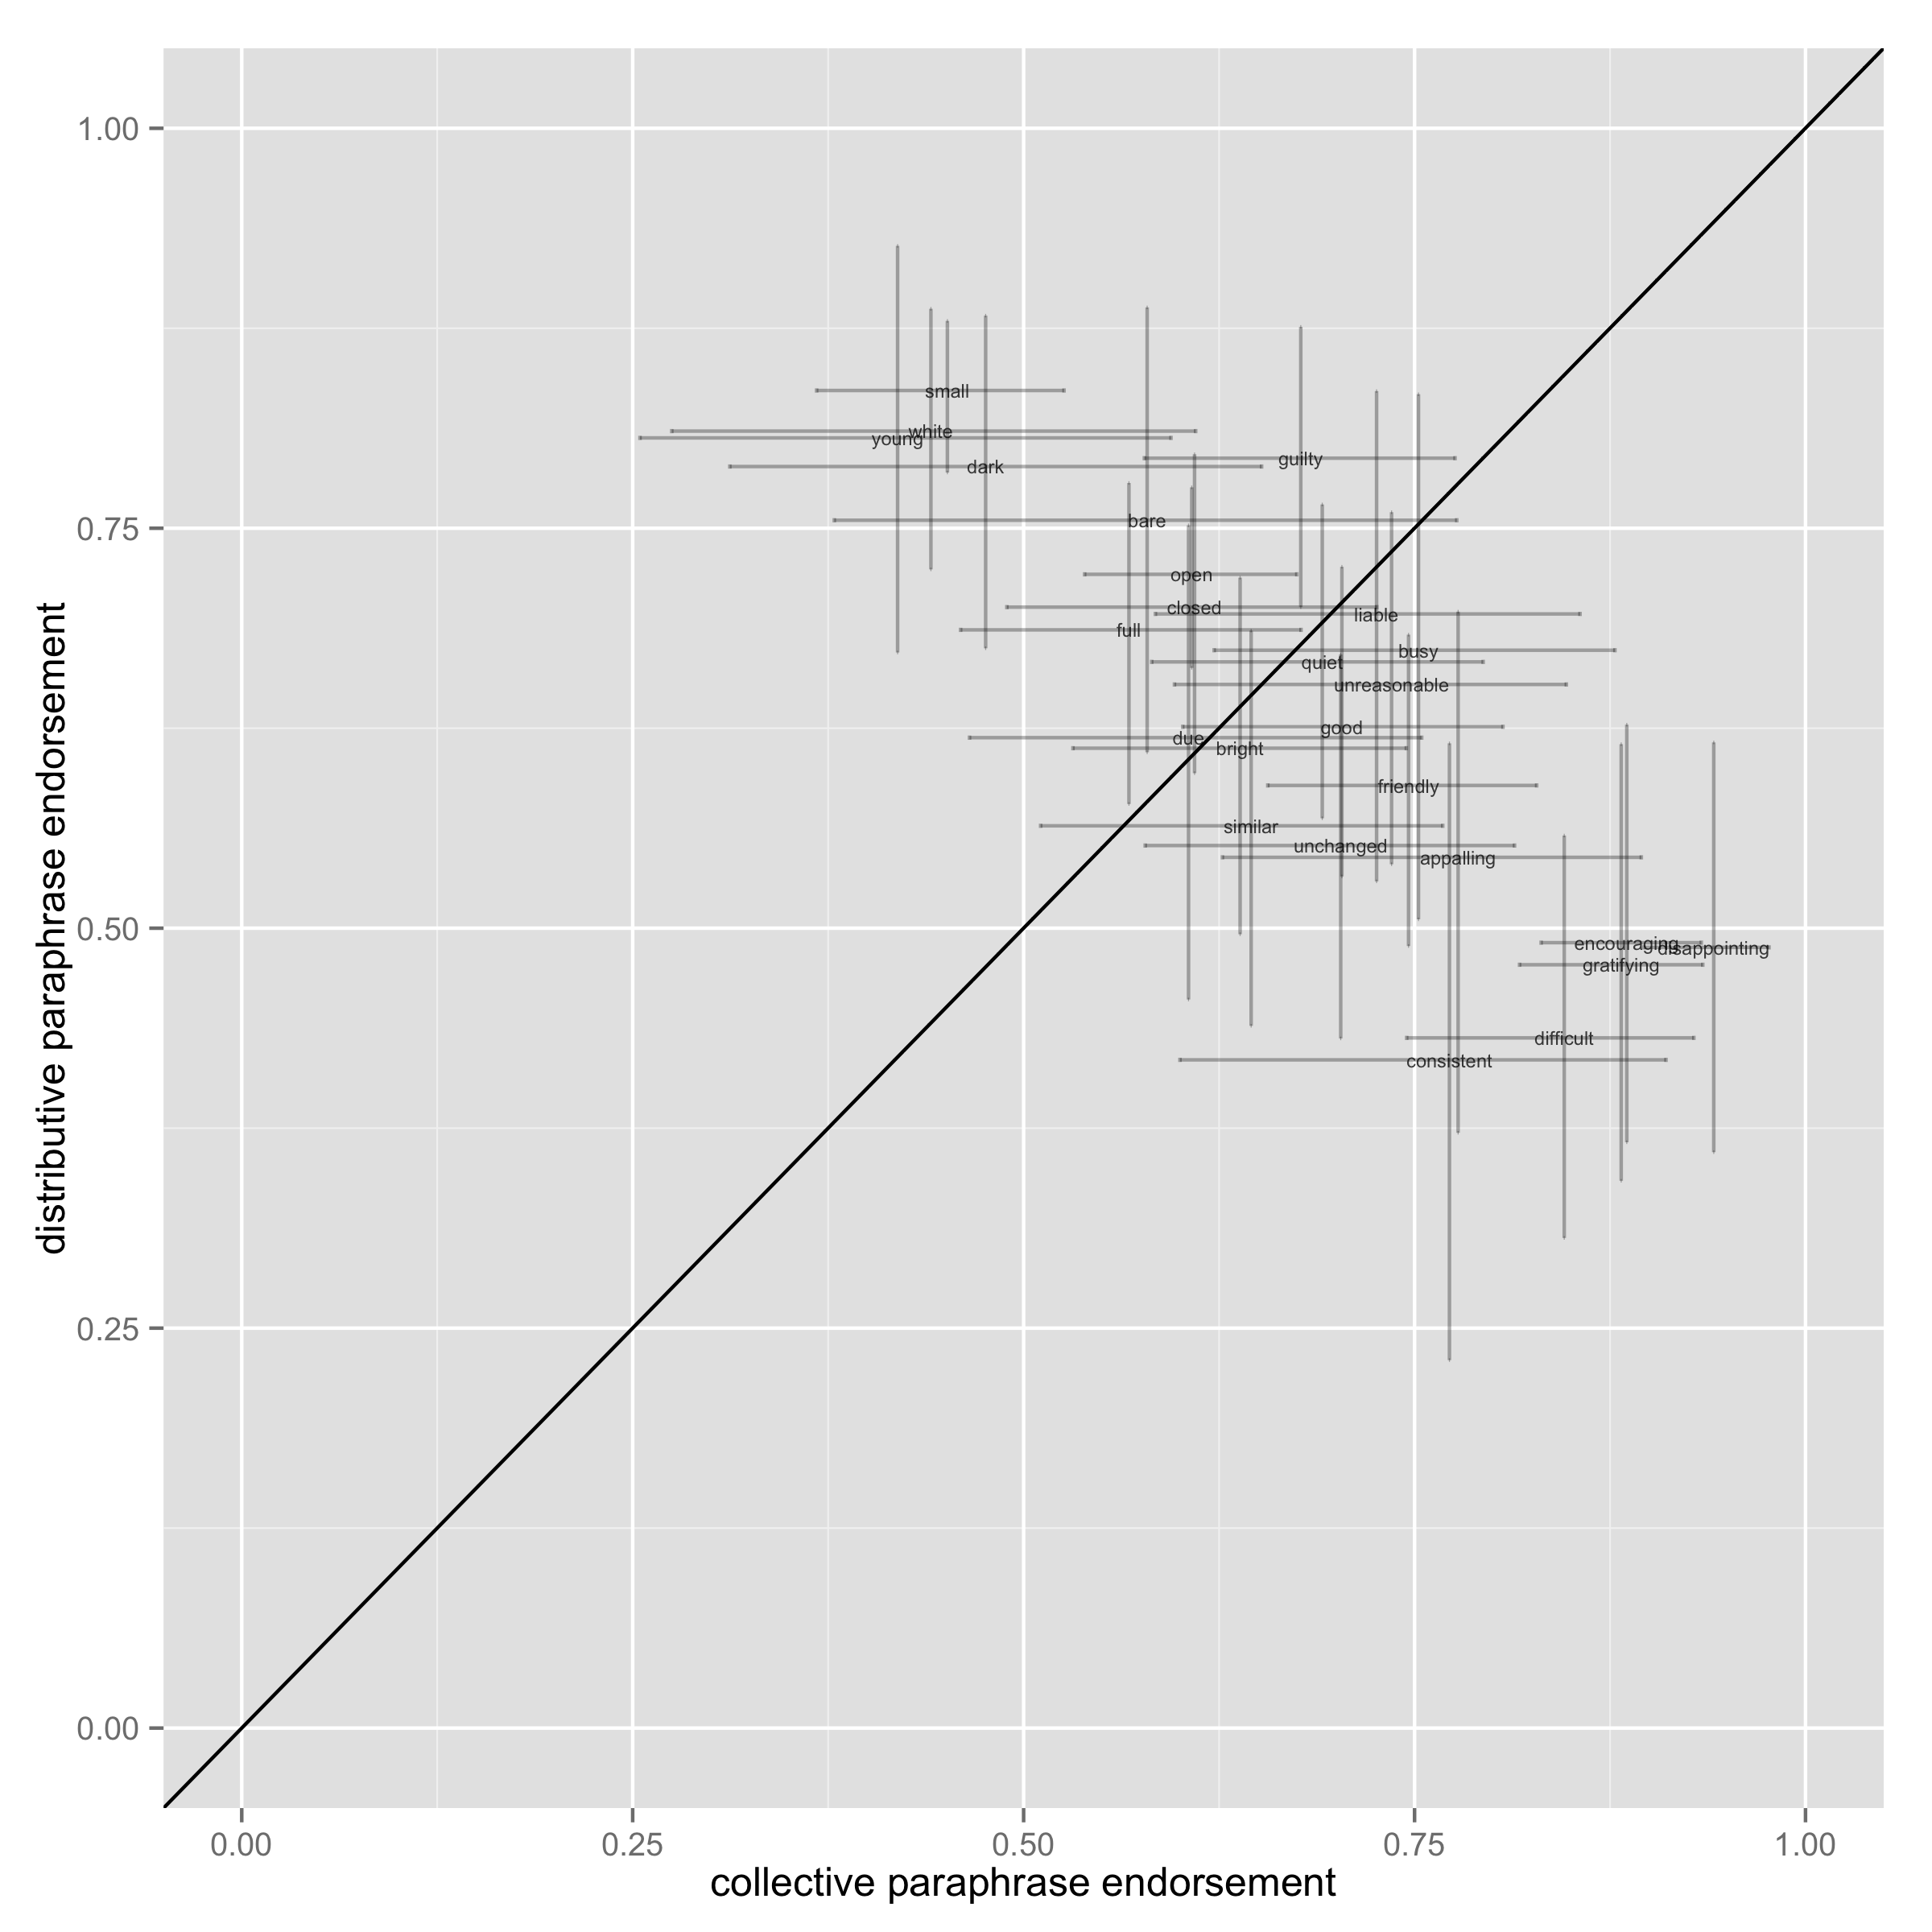 1.00
small
white
young
guilty
dark
bare
0.75
open
closed
liable
full
busy
quiet
unreasonable
good
due
bright
friendly
similar
unchanged
appalling
0.50
encouraging
disappointing
gratifying
difficult
consistent
0.25
0.00
distributive paraphrase endorsement
0.00 0.25 0.50 0.75 1.00
collective paraphrase endorsement